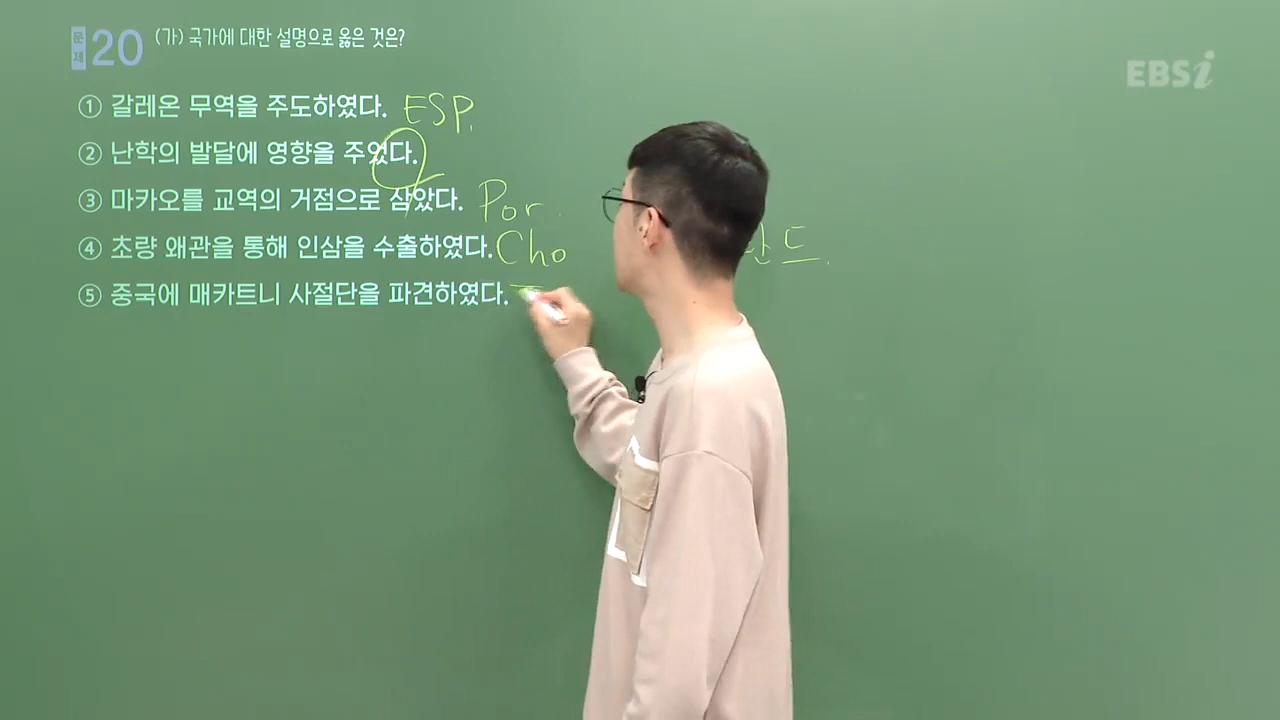 문제 20 (가) 국가에 대한 설명으로 옳은 것은?
EBSi
① 갈레온 무역을 주도하였다. ESP.
② 난학의 발달에 영향을 주었다.
③ 마카오를 교역의 거점으로 삼았다. Por.
④ 초량 왜관을 통해 인삼을 수출하였다. Cho
⑤ 중국에 매카트니 사절단을 파견하였다.